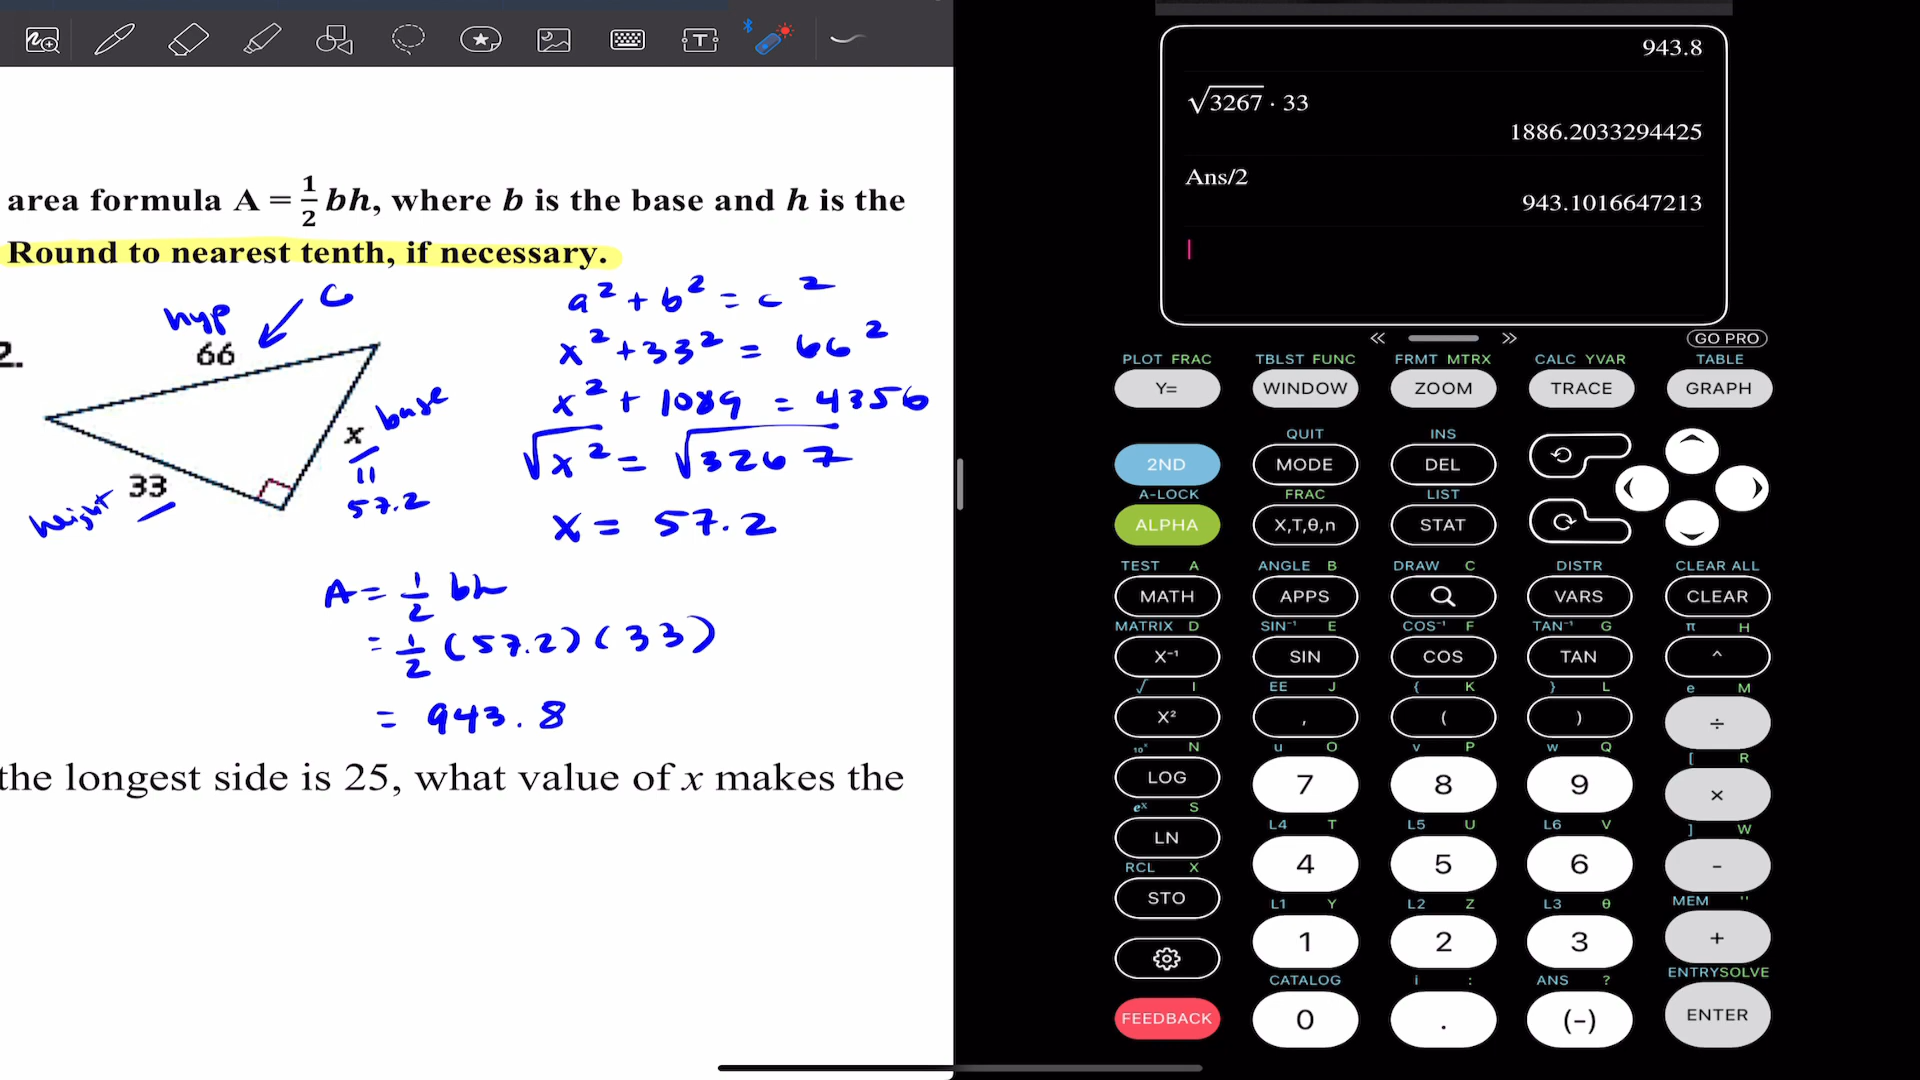 area formula A = 1/2 bh, where b is the base and h is the
Round to nearest tenth, if necessary.
2.
hyp
C
66
x
base
11
57.2
33
height
a² + b² = c²
x² + 33² = 66²
x² + 1089 = 4356
√x² = √3267
x = 57.2
A = 1/2 bh
= 1/2 (57.2)(33)
= 943.8
the longest side is 25, what value of x makes the
943.8
√3267 · 33
1886.2033294425
Ans/2
943.1016647213
« »
GO PRO
PLOT FRAC TBLST FUNC FRMT MTRX CALC YVAR TABLE
Y= WINDOW ZOOM TRACE GRAPH
QUIT INS
2ND MODE DEL
A-LOCK FRAC LIST
ALPHA X,T,θ,n STAT
TEST A ANGLE B DRAW C DISTR CLEAR ALL
MATH APPS VARS CLEAR
MATRIX D SIN⁻¹ E COS⁻¹ F TAN⁻¹ G π H
X⁻¹ SIN COS TAN ^
√ I EE J { K } L e M
X² , ( ) ÷
10ˣ N u O v P w Q [ R
LOG 7 8 9 ×
eˣ S L4 T L5 U L6 V ] W
LN 4 5 6 -
RCL X L1 Y L2 Z L3 θ MEM "
STO 1 2 3 +
CATALOG i : ANS ? ENTRY SOLVE
FEEDBACK 0 . (-) ENTER